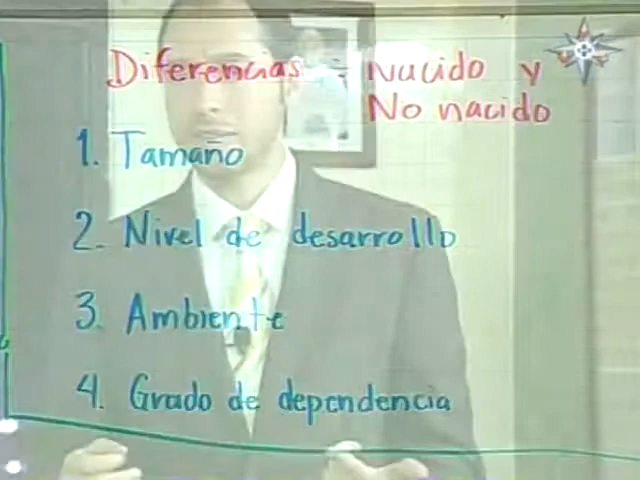 Diferencias - Nacido y
No nacido
1. Tamaño
2. Nivel de desarrollo
3. Ambiente
4. Grado de dependencia